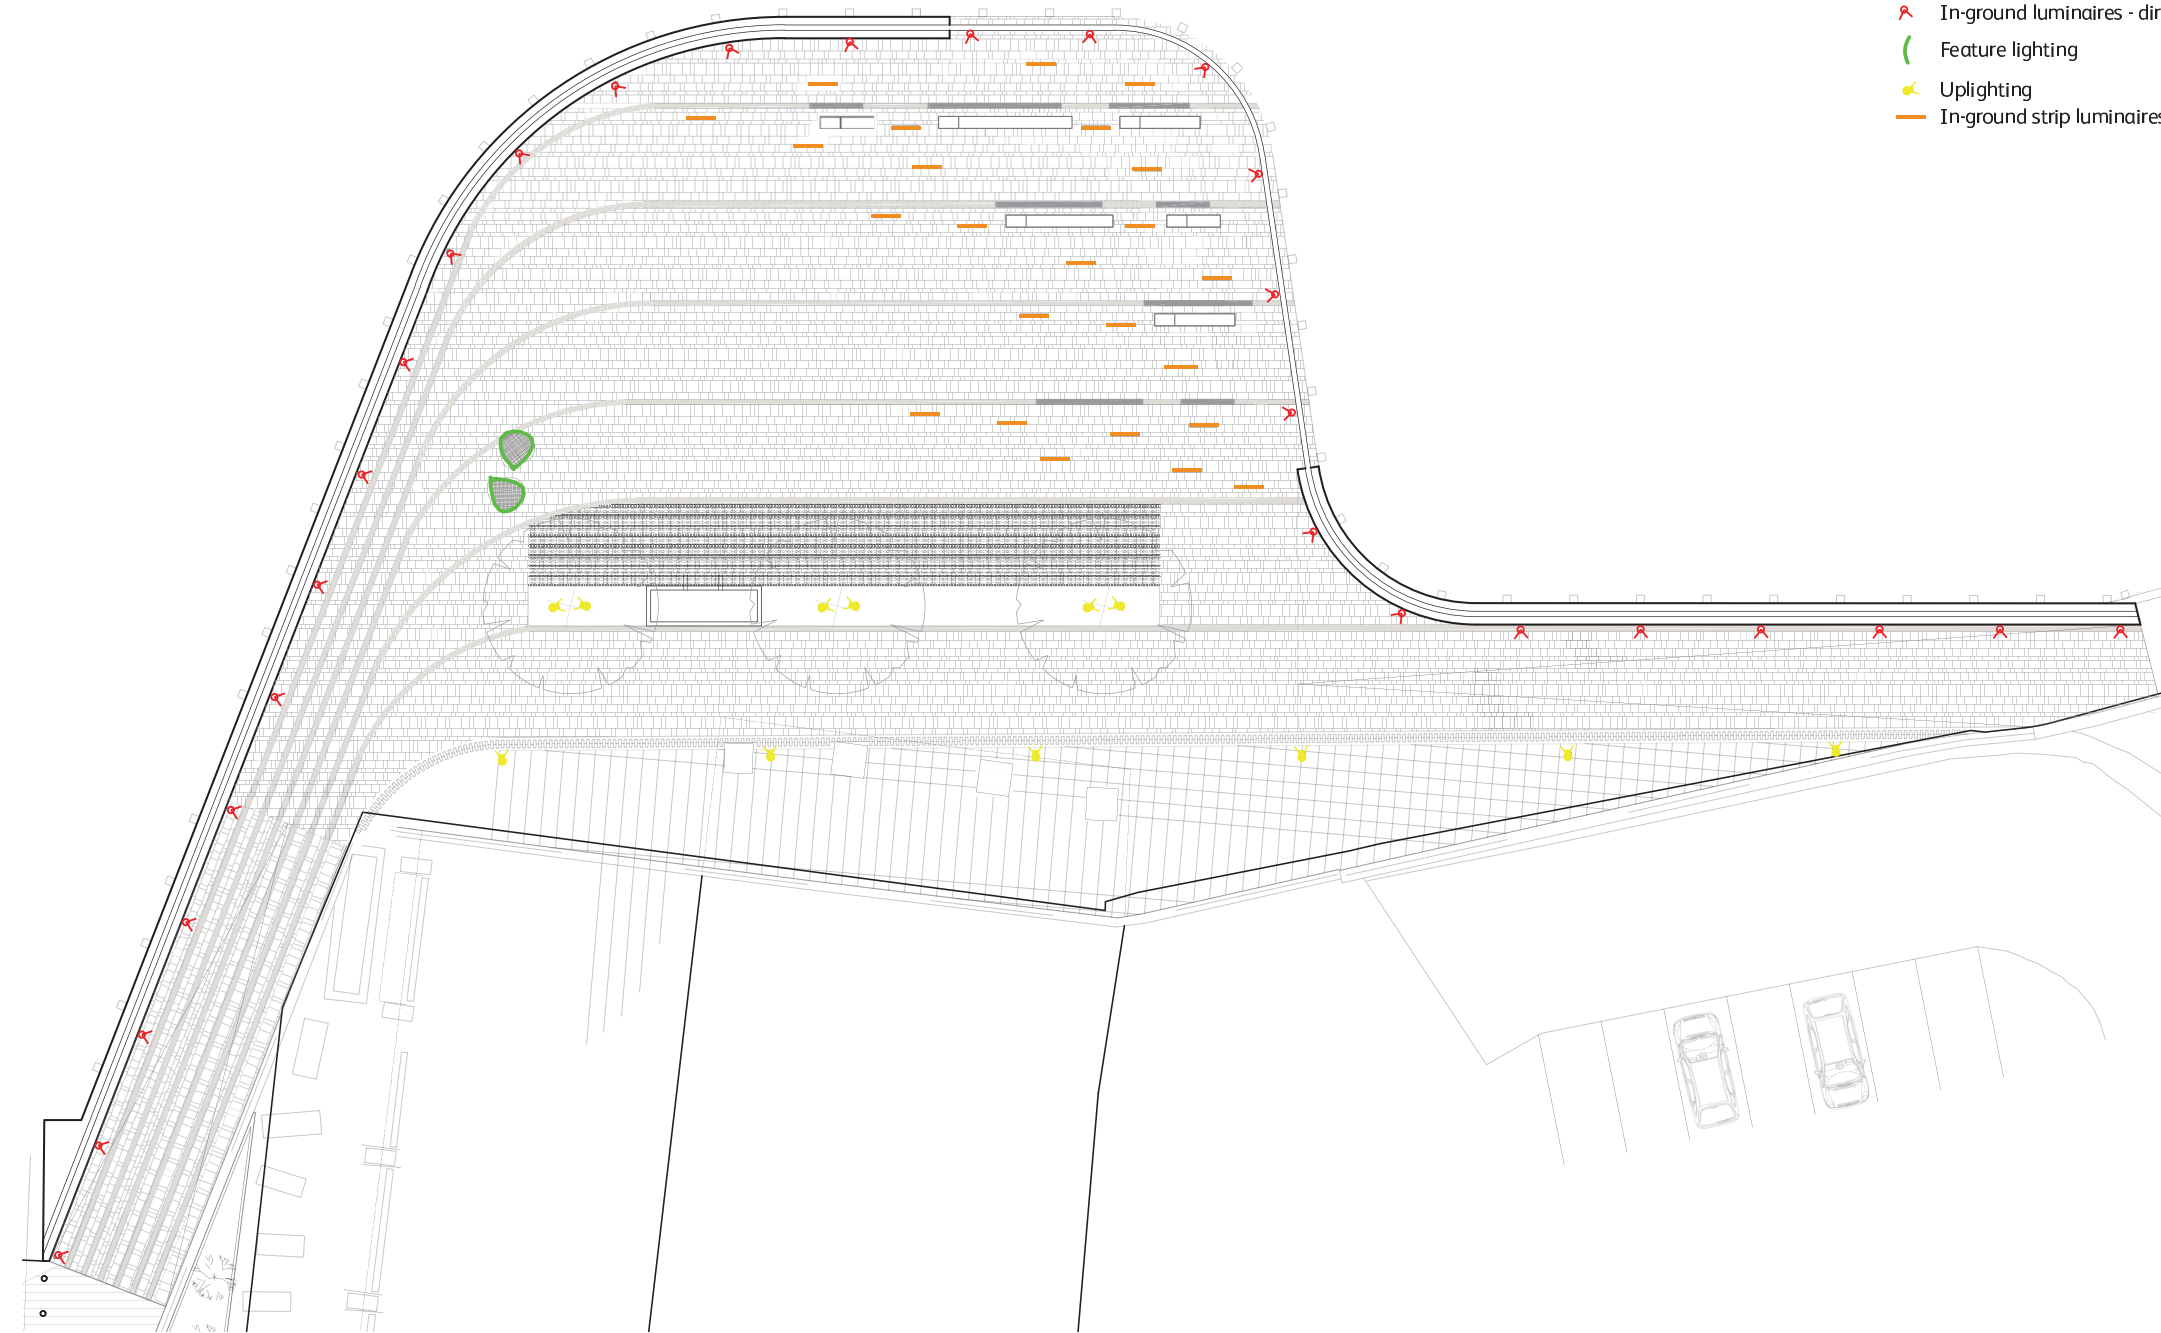 In-ground luminaires - dir
Feature lighting
Uplighting
In-ground strip luminaires